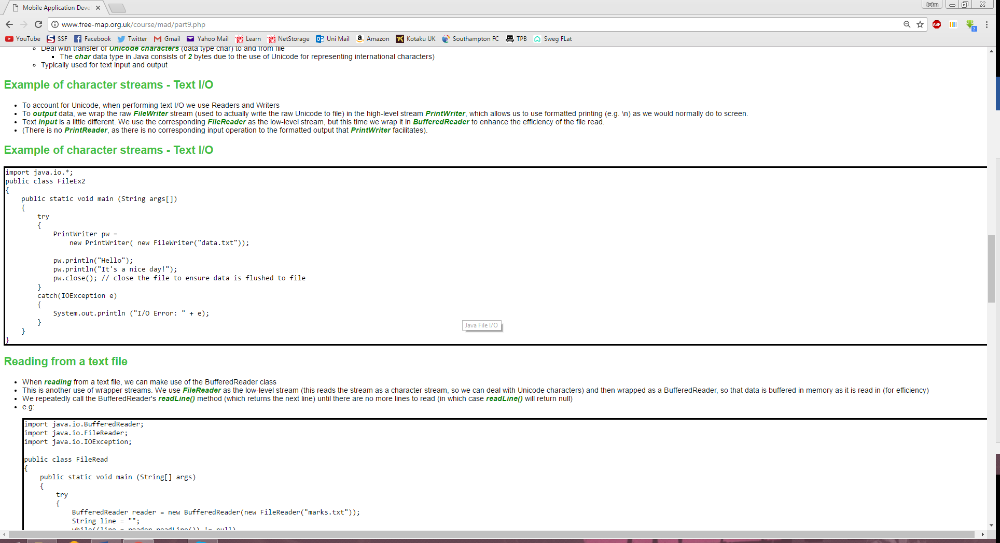 Mobile Application Deve
John
www.free-map.org.uk/course/mad/part9.php
ABP
YouTube SSF Facebook Twitter Gmail Yahoo Mail Learn NetStorage Uni Mail Amazon Kotaku UK Southampton FC TPB Sweg FLat
Deal with transfer of Unicode characters (data type char) to and from file
The char data type in Java consists of 2 bytes due to the use of Unicode for representing international characters)
Typically used for text input and output
Example of character streams - Text I/O
To account for Unicode, when performing text I/O we use Readers and Writers
To output data, we wrap the raw FileWriter stream (used to actually write the raw Unicode to file) in the high-level stream PrintWriter, which allows us to use formatted printing (e.g. \n) as we would normally do to screen.
Text input is a little different. We use the corresponding FileReader as the low-level stream, but this time we wrap it in BufferedReader to enhance the efficiency of the file read.
(There is no PrintReader, as there is no corresponding input operation to the formatted output that PrintWriter facilitates).
Example of character streams - Text I/O
import java.io.*;
public class FileEx2
{
    public static void main (String args[])
    {
        try
        {
            PrintWriter pw =
                new PrintWriter( new FileWriter("data.txt"));
            pw.println("Hello");
            pw.println("It's a nice day!");
            pw.close(); // close the file to ensure data is flushed to file
        }
        catch(IOException e)
        {
            System.out.println ("I/O Error: " + e);
        }
Java File I/O
    }
}
Reading from a text file
When reading from a text file, we can make use of the BufferedReader class
This is another use of wrapper streams. We use FileReader as the low-level stream (this reads the stream as a character stream, so we can deal with Unicode characters) and then wrapped as a BufferedReader, so that data is buffered in memory as it is read in (for efficiency)
We repeatedly call the BufferedReader's readLine() method (which returns the next line) until there are no more lines to read (in which case readLine() will return null)
e.g:
import java.io.BufferedReader;
import java.io.FileReader;
import java.io.IOException;
public class FileRead
{
    public static void main (String[] args)
    {
        try
        {
            BufferedReader reader = new BufferedReader(new FileReader("marks.txt"));
            String line = "";
            while((line = reader.readLine()) != null)